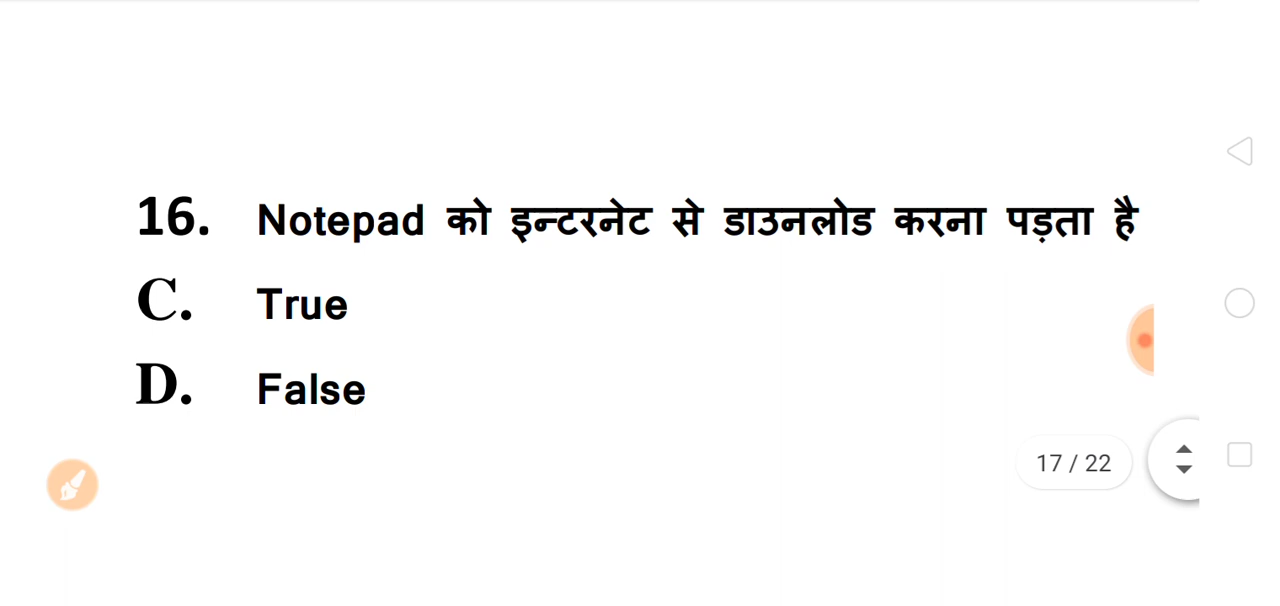 16. Notepad को इन्टरनेट से डाउनलोड करना पड़ता है
C. True
D. False
17 / 22